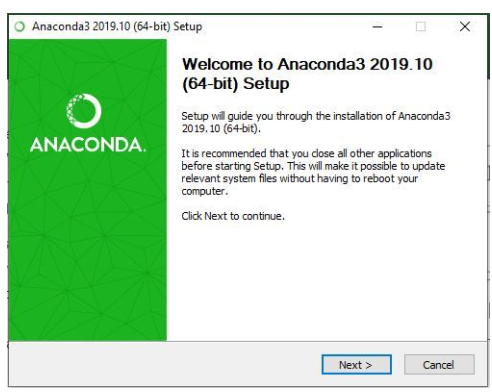 Anaconda3 2019.10 (64-bit) Setup
Welcome to Anaconda3 2019.10
(64-bit) Setup
Setup will guide you through the installation of Anaconda3
2019.10 (64-bit).
It is recommended that you close all other applications
before starting Setup. This will make it possible to update
relevant system files without having to reboot your
computer.
Click Next to continue.
ANACONDA.
Next >
Cancel